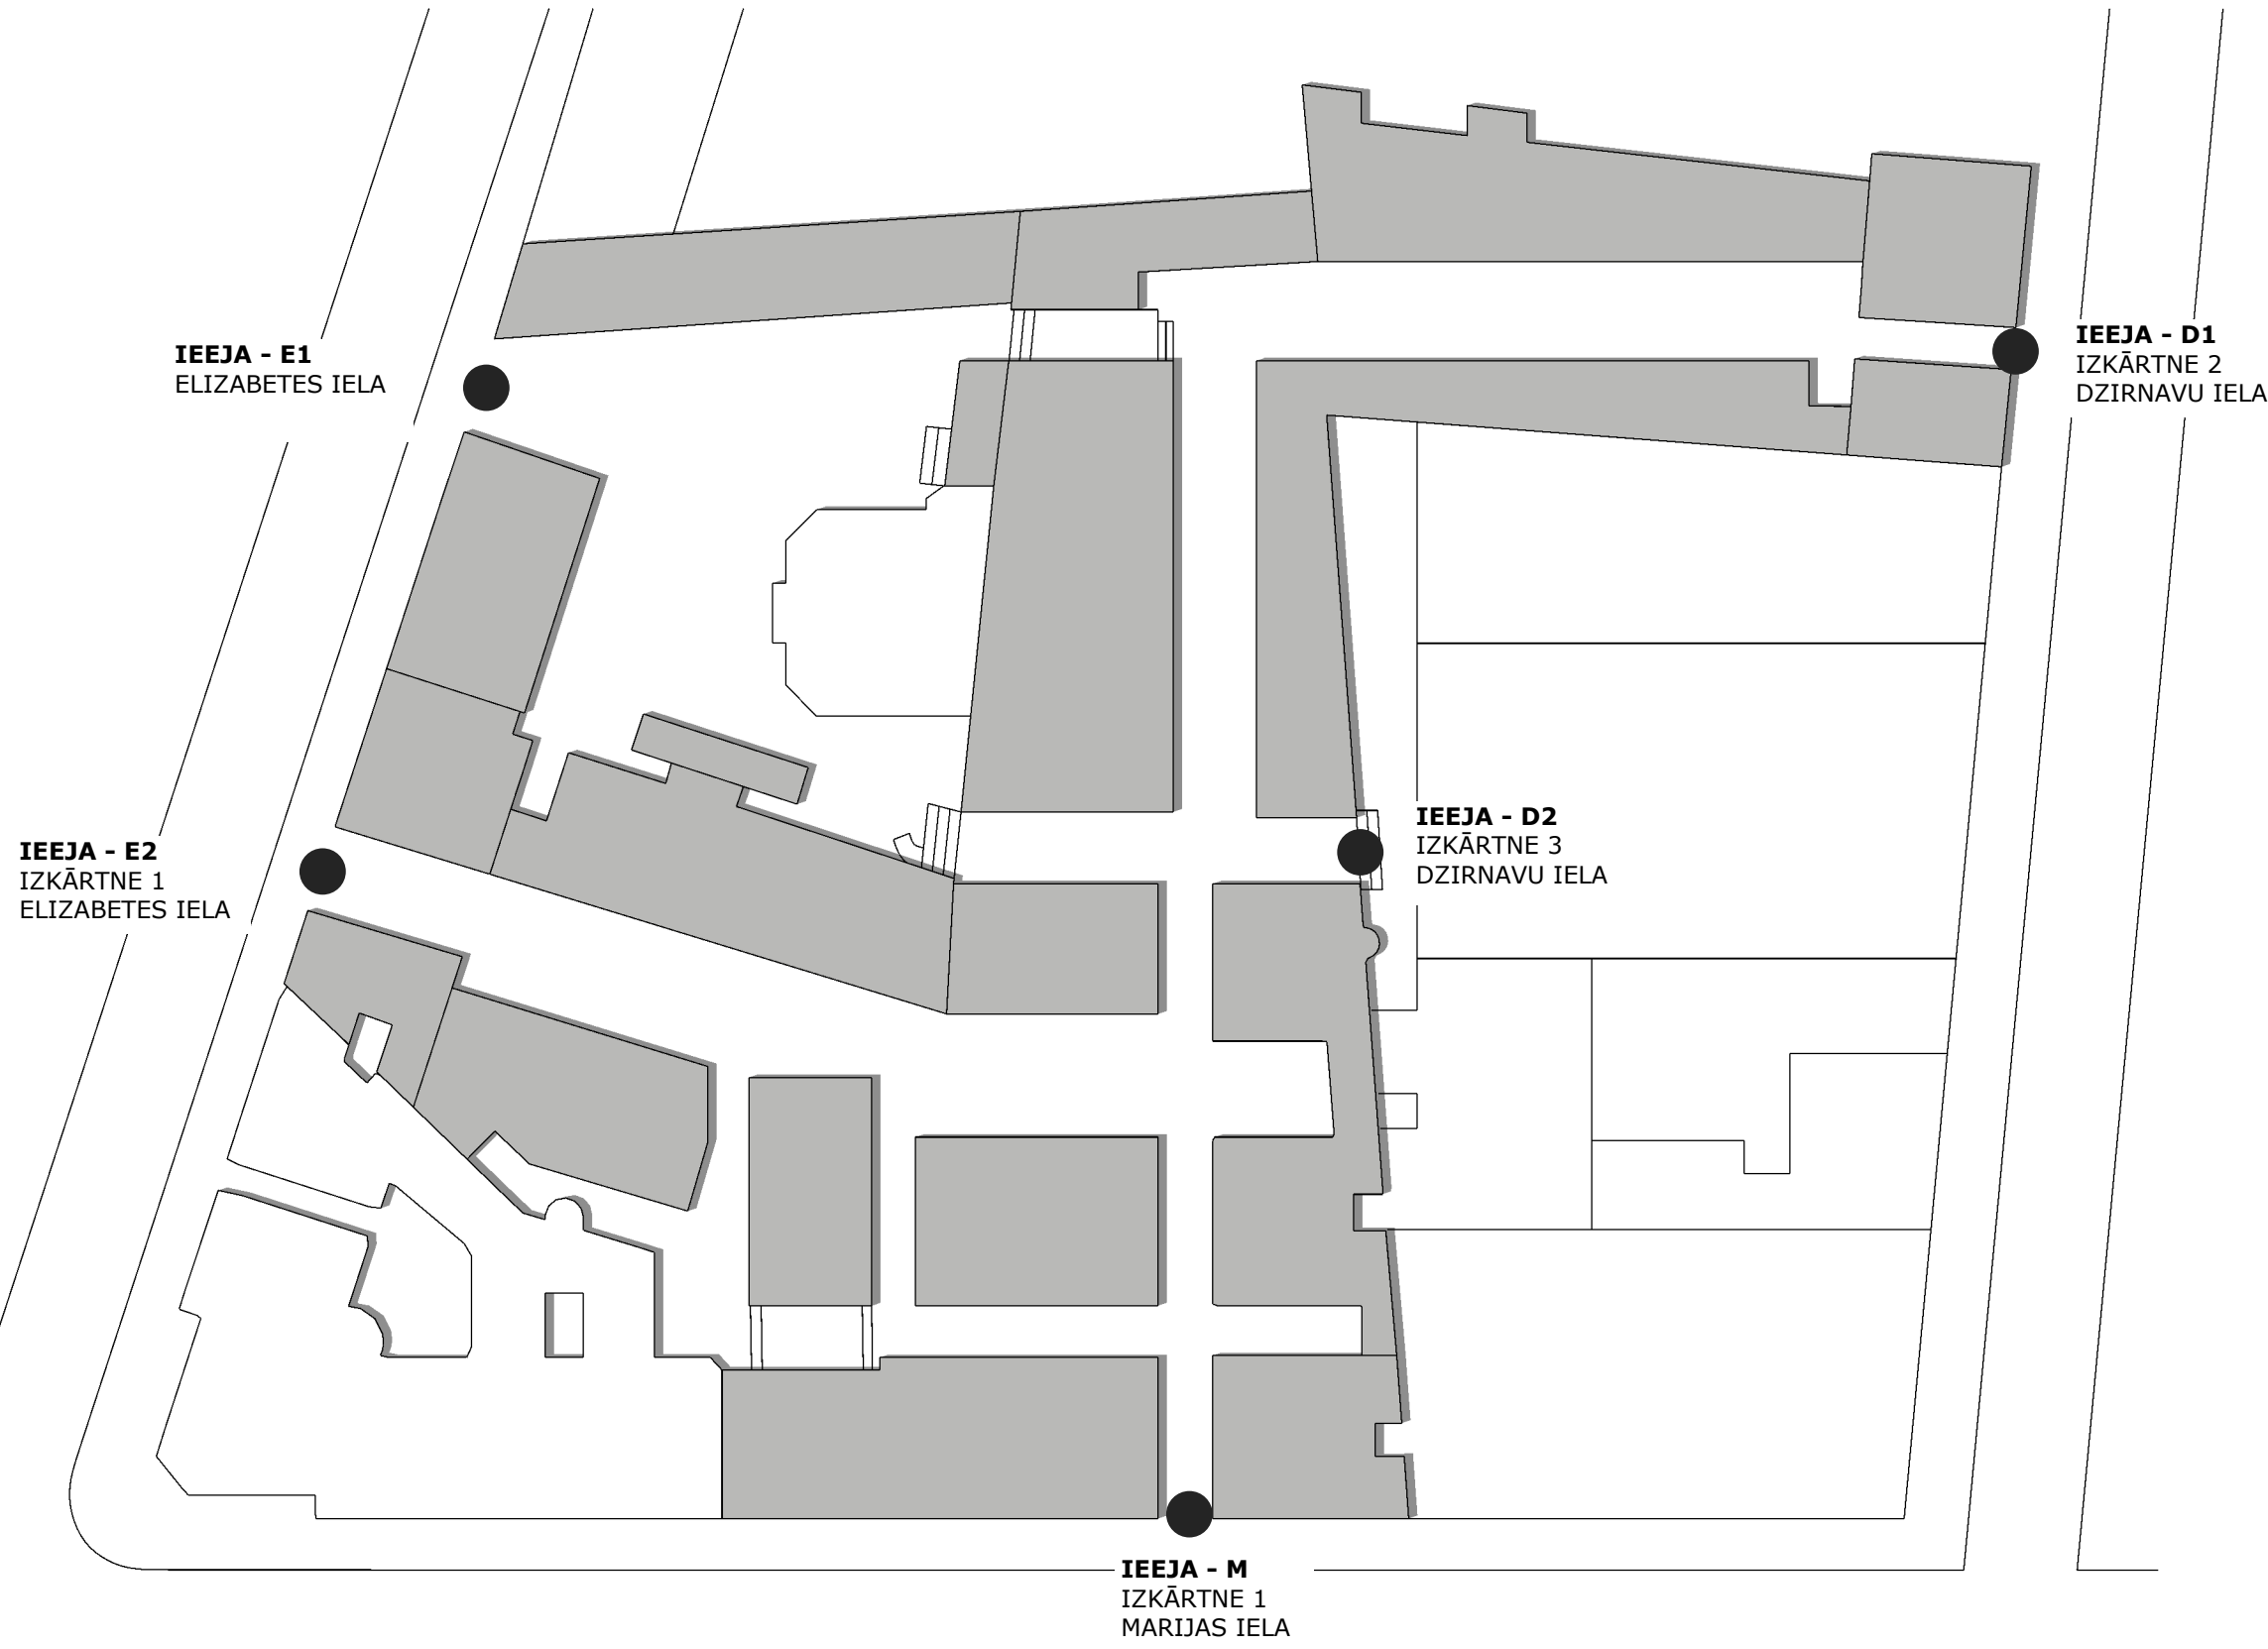 IEEJA - E1
ELIZABETES IELA
IEEJA - D1
IZKĀRTNE 2
DZIRNAVU IELA
IEEJA - E2
IZKĀRTNE 1
ELIZABETES IELA
IEEJA - D2
IZKĀRTNE 3
DZIRNAVU IELA
IEEJA - M
IZKĀRTNE 1
MARIJAS IELA